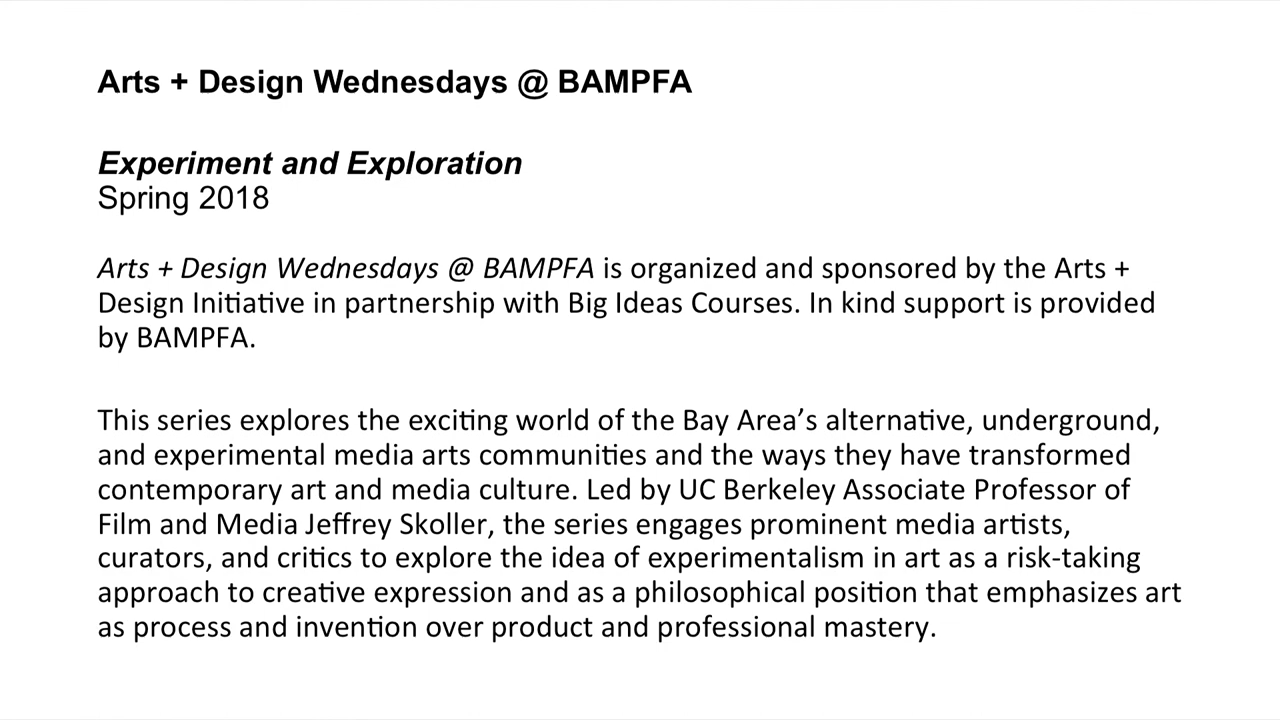 Arts + Design Wednesdays @ BAMPFA
Experiment and Exploration
Spring 2018
Arts + Design Wednesdays @ BAMPFA is organized and sponsored by the Arts +
Design Initiative in partnership with Big Ideas Courses. In kind support is provided
by BAMPFA.
This series explores the exciting world of the Bay Area’s alternative, underground,
and experimental media arts communities and the ways they have transformed
contemporary art and media culture. Led by UC Berkeley Associate Professor of
Film and Media Jeffrey Skoller, the series engages prominent media artists,
curators, and critics to explore the idea of experimentalism in art as a risk-taking
approach to creative expression and as a philosophical position that emphasizes art
as process and invention over product and professional mastery.